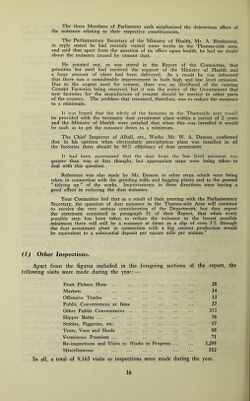 The three Members of Parliament each emphasised the deleterious effect of
the nuisance relating to their respective constituencies.
The Parliamentary Secretary of the Ministry of Health, Mr. A. Blenkinsop,
in reply stated he had recently visited some works in the Thames-side area,
and said that apart from the question of its effect upon health, he had no doubt
about the nuisance caused by cement dust.
He pointed out, as was stated in the Report of the Committee, that
priorities for steel had received the support of the Ministry of Health and
a large amount of plant had been delivered. As a result he was informed
that there was a considerable improvement in both high and low level emission.
Due to the urgent need for cement, there was no likelihood of the existing
Cement Factories being removed, but it was the policy of the Government that
new factories for the manufacture of cement should be erected in other parts
of the country. The problem that remained, therefore, was to reduce the nuisance
to a minimum.
It was hoped that the whole of the factories in the Thames-side area would
be provided with the necessary dust arrestment plant within a period of 2 years
and the Ministry of Health were satisfied that when this was installed it would
be such as to get the nuisance down to a minimum.
The Chief Inspector of Alkali, etc., Works, Mr. W. A. Damon, confirmed
that in his opinion when electrostatic precipitation plant was installed in all
the factories there should be 95% efficiency of dust arrestment.
It had been ascertained that the dust from the low level emission was
greater than was at first thought, but appropriate steps were being taken to
deal with this question.
Reference was also made by Mr. Damon to other steps which were being
taken in connection with the grinding mills and bagging plants and to the general
"tidying up" of the works. Improvements in these directions were having a
good effect in reducing the dust nuisance.
Your Committee feel that as a result of their meeting with the Parliamentary
Secretary, the question of dust nuisance in the Thames-side Area will continue
to receive the very serious consideration of the Department, but they repeat
the statement contained in paragraph 31 of their Report, that when every
possible step has been taken to reduce the nuisance to the lowest possible
minimum there will still be a residual nuisance as a slip of even 1% through
the dust arrestment plant in connection with a big cement production would
be equivalent to a substantial deposit per square mile per annum."
(1) Other Inspections.
Apart from the figures included in the foregoing sections of the report, the
following visits were made during the year:—
Fruit Pickers Huts 28
Markets 14
Offensive Trades 13
Public Conveniences at Inns 37
Other Public Conveniences
Slipper Baths 78
Stables, Piggeries, etc. 57
Tents, Vans and Sheds 88
Verminous Premises 71
Re-inspections and Visits to Works in Progress 3,295
Miscellaneous 552
In all, a total of 9,163 visits or inspections were made during the year.
16